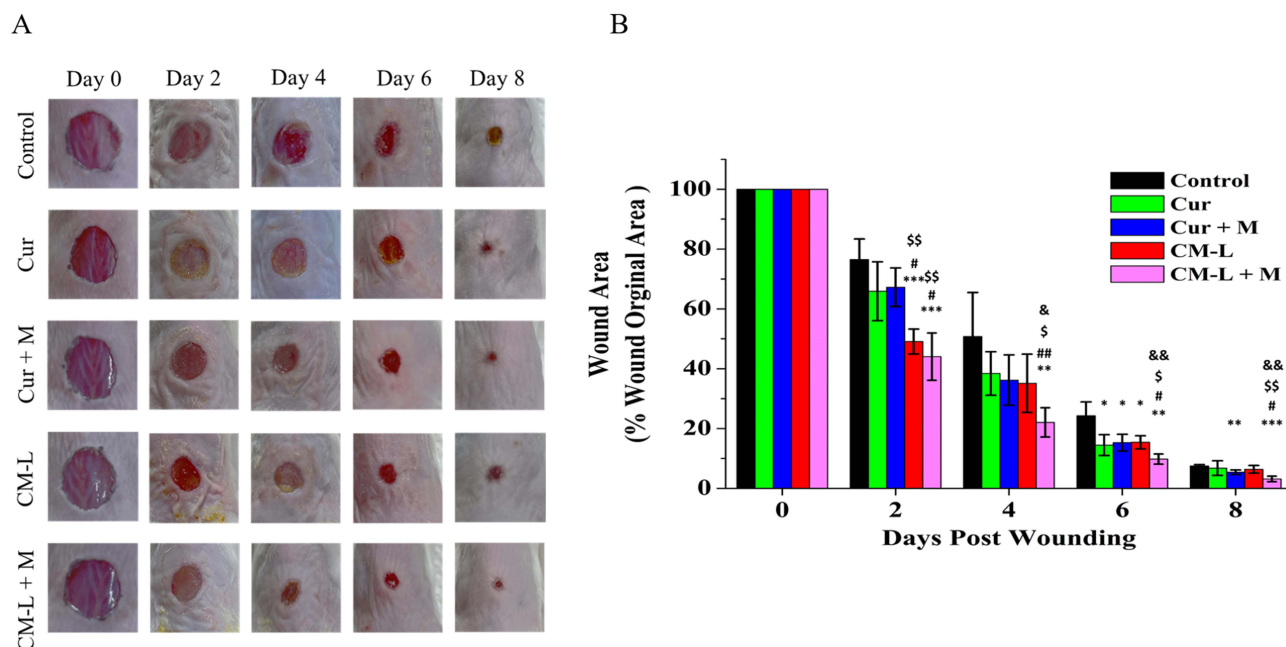 A
Day 0 Day 2 Day 4 Day 6 Day 8
Control
Cur
Cur + M
CM-L
CM-L + M
B
Wound Area
(% Wound Orginal Area )
100
80
60
40
20
0
Control
Cur
Cur + M
CM-L
CM-L + M
$$
#
***
$$
#
***
&
$
##
**
*
*
*
&&
$
#
**
**
&&
$$
#
***
0 2 4 6 8
Days Post Wounding